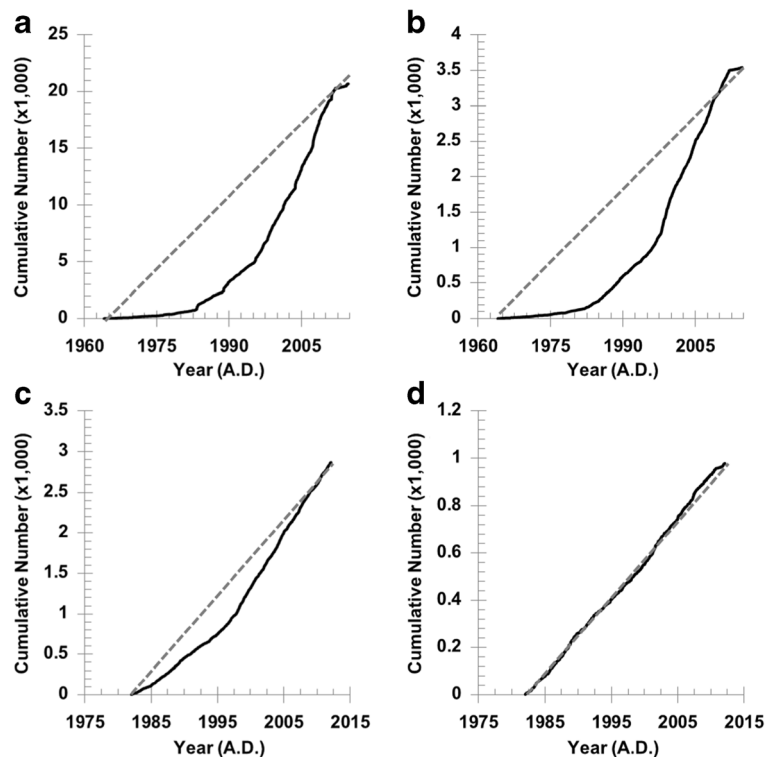 a
Cumulative Number (x1,000)
25
20
15
10
5
0
1960 1975 1990 2005
Year (A.D.)
b
Cumulative Number (x1,000)
4
3.5
3
2.5
2
1.5
1
0.5
0
1960 1975 1990 2005
Year (A.D.)
c
Cumulative Number (x1,000)
3.5
3
2.5
2
1.5
1
0.5
0
1975 1985 1995 2005 2015
Year (A.D.)
d
Cumulative Number (x1,000)
1.2
1
0.8
0.6
0.4
0.2
0
1975 1985 1995 2005 2015
Year (A.D.)